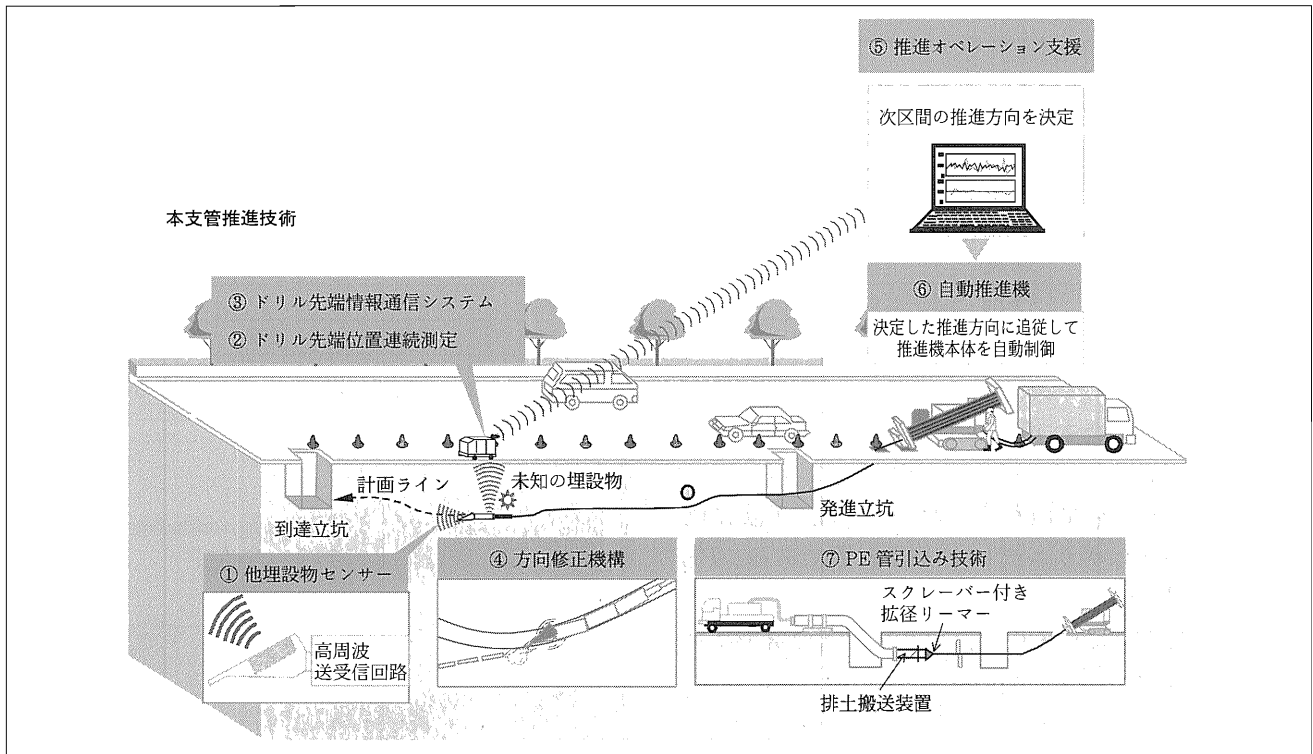 ⑤ 推進オペレーション支援
次区間の推進方向を決定
本支管推進技術
③ ドリル先端情報通信システム
② ドリル先端位置連続測定
⑥ 自動推進機
決定した推進方向に追従して
推進機本体を自動制御
計画ライン
未知の埋設物
到達立坑
発進立坑
① 他埋設物センサー
高周波
送受信回路
④ 方向修正機構
⑦ PE 管引込み技術
スクレーバー付き
拡径リーマー
排土搬送装置